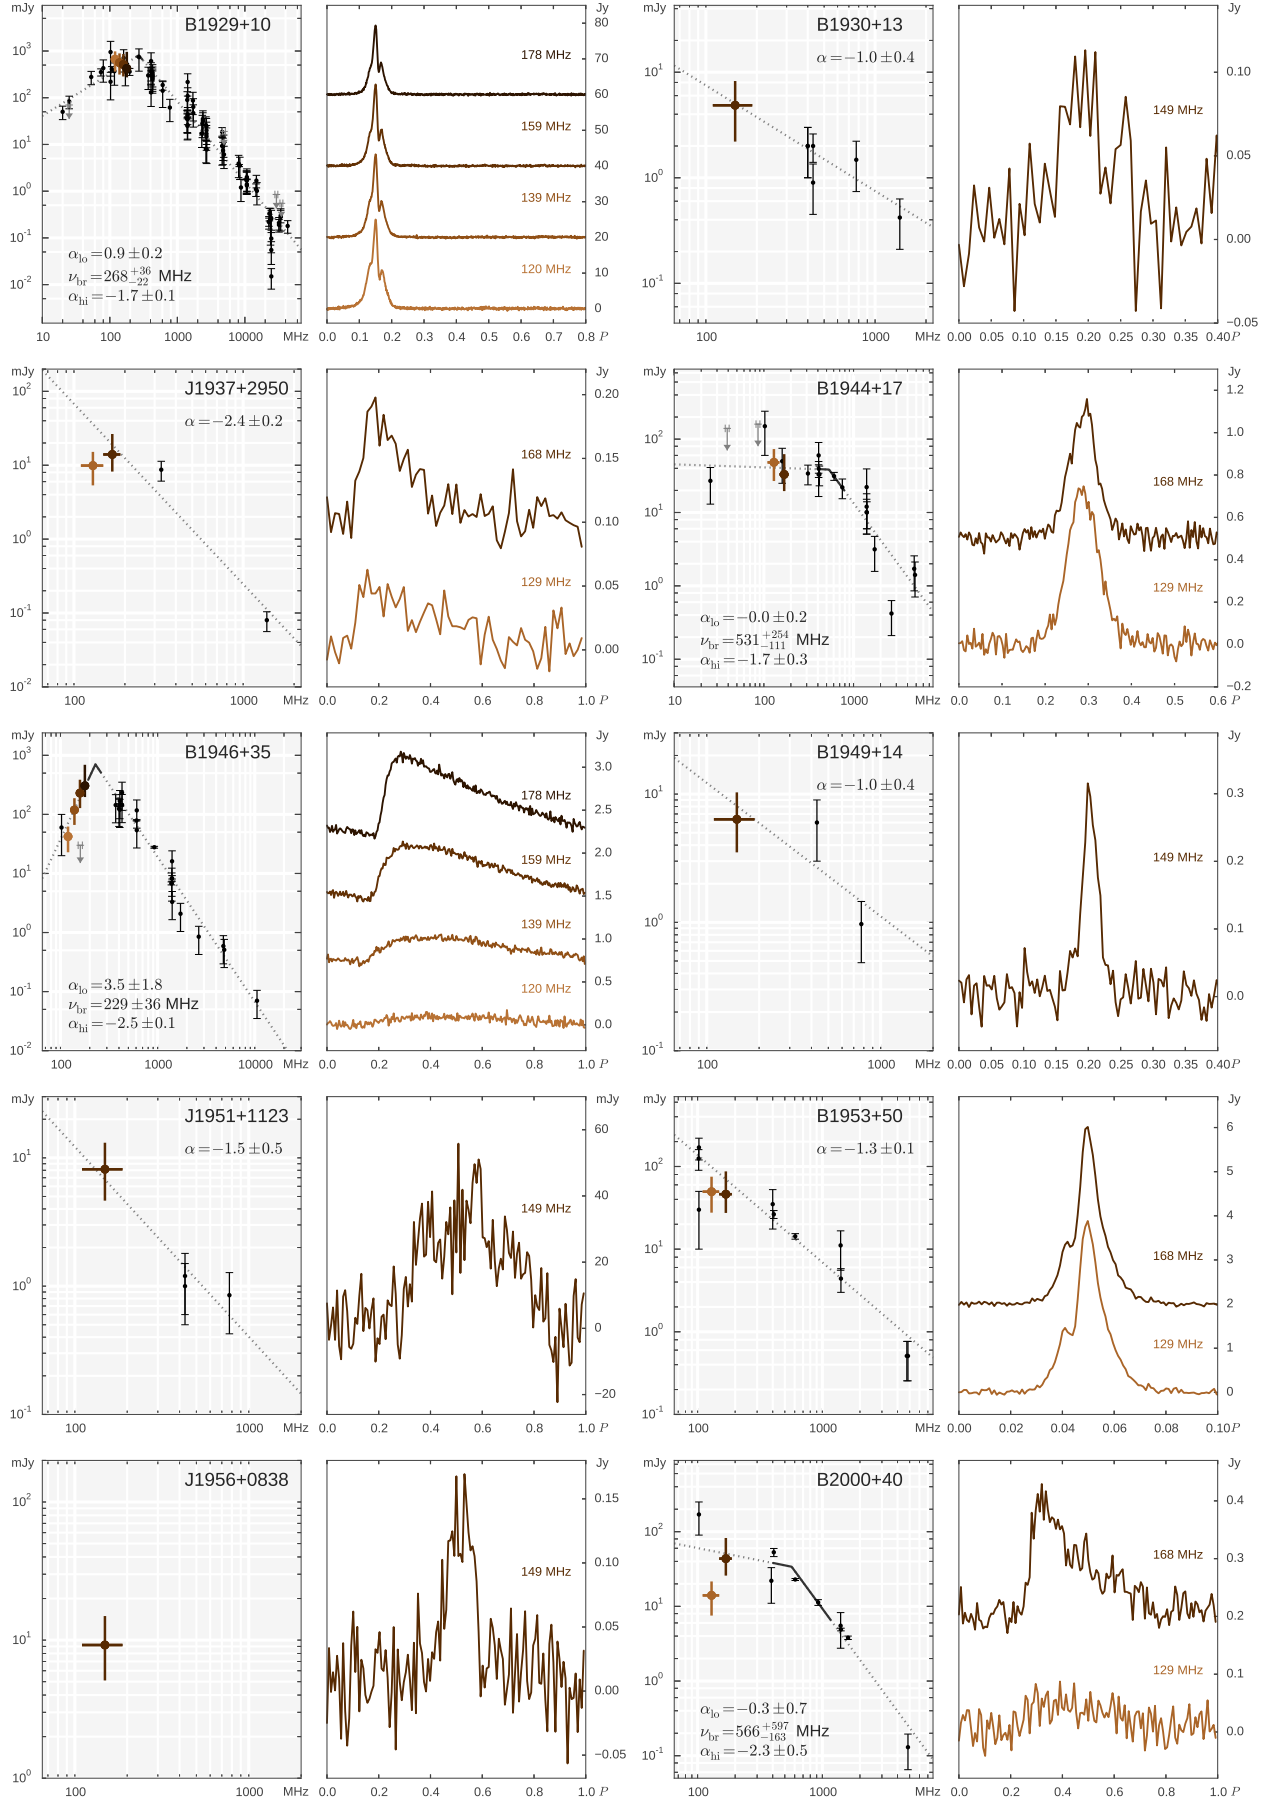 mJy
B1929+10
10^3
10^2
10^1
10^0
10^-1
10^-2
α_lo=0.9±0.2
ν_br=268^+36_−22 MHz
α_hi=−1.7±0.1
10 100 1000 10000 MHz
Jy
80
178 MHz
70
60
159 MHz
50
40
139 MHz
30
20
120 MHz
10
0
0.0 0.1 0.2 0.3 0.4 0.5 0.6 0.7 0.8 P
mJy
B1930+13
α=−1.0±0.4
10^1
10^0
10^-1
100 1000 MHz
Jy
0.10
149 MHz
0.05
0.00
−0.05
0.00 0.05 0.10 0.15 0.20 0.25 0.30 0.35 0.40P
mJy
J1937+2950
α=−2.4±0.2
10^2
10^1
10^0
10^-1
10^-2
100 1000 MHz
Jy
0.20
168 MHz
0.15
0.10
129 MHz
0.05
0.00
0.0 0.2 0.4 0.6 0.8 1.0 P
mJy
B1944+17
10^2
10^1
10^0
10^-1
α_lo=−0.0±0.2
ν_br=531^+254_−111 MHz
α_hi=−1.7±0.3
10 100 1000 MHz
Jy
1.2
1.0
0.8
168 MHz
0.6
0.4
129 MHz
0.2
0.0
−0.2
0.0 0.1 0.2 0.3 0.4 0.5 0.6 P
mJy
B1946+35
10^3
10^2
10^1
10^0
10^-1
10^-2
α_lo=3.5±1.8
ν_br=229±36 MHz
α_hi=−2.5±0.1
100 1000 10000 MHz
Jy
3.0
178 MHz
2.5
2.0
159 MHz
1.5
139 MHz
1.0
120 MHz
0.5
0.0
0.0 0.2 0.4 0.6 0.8 1.0 P
mJy
B1949+14
α=−1.0±0.4
10^1
10^0
10^-1
100 1000 MHz
Jy
0.3
149 MHz
0.2
0.1
0.0
0.00 0.05 0.10 0.15 0.20 0.25 0.30 0.35 0.40 P
mJy
J1951+1123
α=−1.5±0.5
10^1
10^0
10^-1
100 1000 MHz
mJy
60
40
149 MHz
20
0
−20
0.0 0.2 0.4 0.6 0.8 1.0 P
mJy
B1953+50
α=−1.3±0.1
10^2
10^1
10^0
10^-1
100 1000 MHz
Jy
6
5
4
168 MHz
3
2
129 MHz
1
0
0.00 0.02 0.04 0.06 0.08 0.10P
mJy
J1956+0838
10^2
10^1
10^0
100 1000 MHz
Jy
0.15
149 MHz
0.10
0.05
0.00
−0.05
0.0 0.2 0.4 0.6 0.8 1.0 P
mJy
B2000+40
10^2
10^1
10^0
10^-1
α_lo=−0.3±0.7
ν_br=566^+597_−163 MHz
α_hi=−2.3±0.5
100 1000 MHz
Jy
0.4
168 MHz
0.3
0.2
129 MHz
0.1
0.0
0.0 0.2 0.4 0.6 0.8 1.0 P